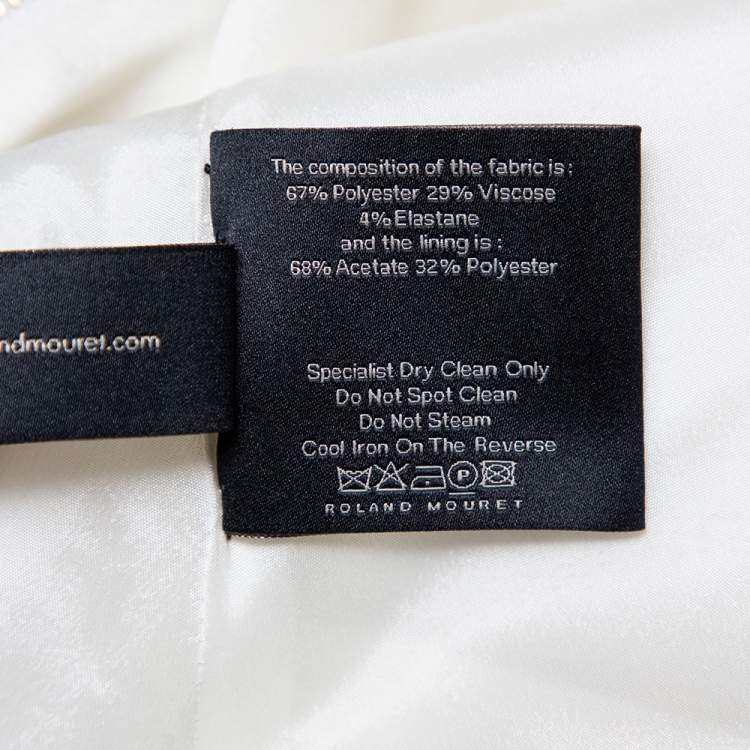 The composition of the fabric is :
67% Polyester 29% Viscose
4% Elastane
and the lining is :
68% Acetate 32% Polyester
ndmouret.com
Specialist Dry Clean Only
Do Not Spot Clean
Do Not Steam
Cool Iron On The Reverse
P
ROLAND MOURET